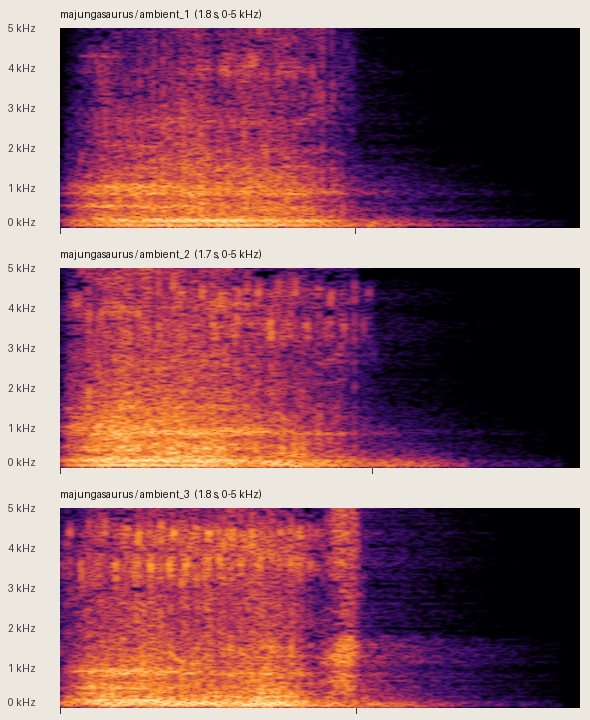 majungasaurus/ambient_1 (1.8 s, 0-5 kHz)
5 kHz
4 kHz
3 kHz
2 kHz
1 kHz
0 kHz
majungasaurus/ambient_2 (1.7 s, 0-5 kHz)
5 kHz
4 kHz
3 kHz
2 kHz
1 kHz
0 kHz
majungasaurus/ambient_3 (1.8 s, 0-5 kHz)
5 kHz
4 kHz
3 kHz
2 kHz
1 kHz
0 kHz